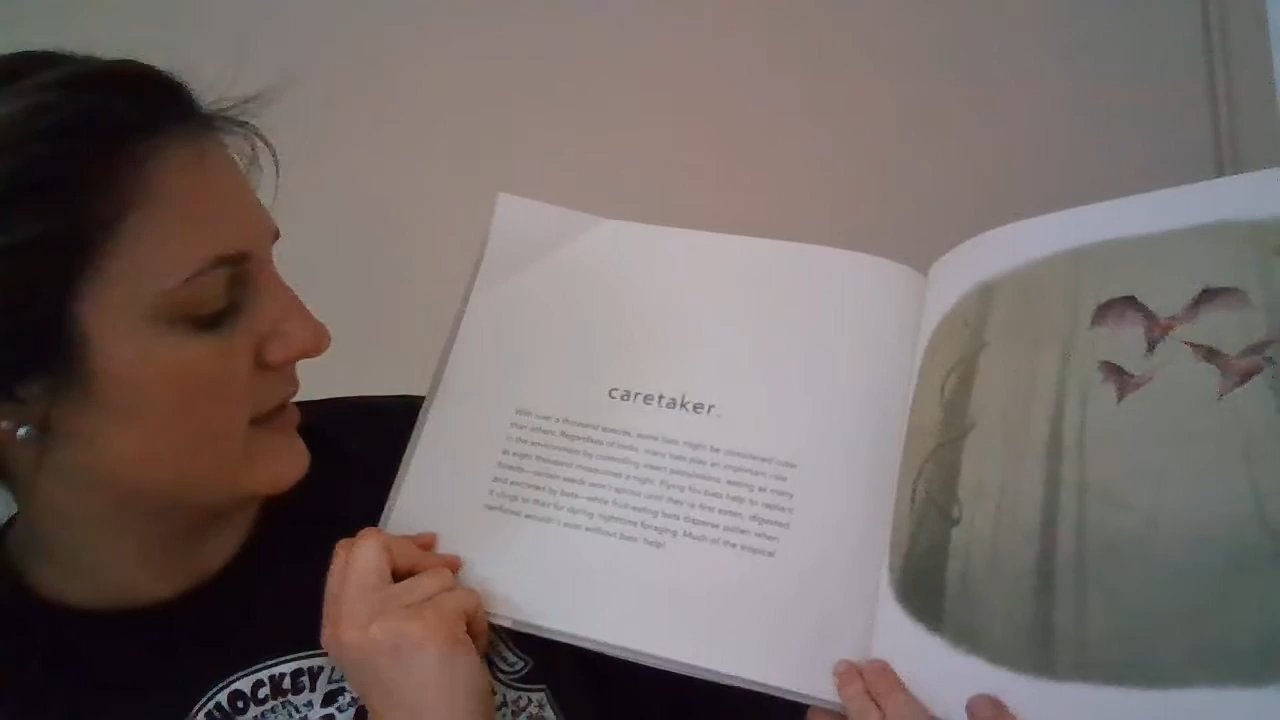 caretaker.
With over a thousand species, some bats might be considered cuter
than others. Regardless of looks, many bats play an important role
in the environment by controlling insect populations, eating as many
as eight thousand mosquitoes a night. Flying fox bats help to replant
forests—certain seeds won't sprout until they're first eaten, digested,
and excreted by bats—while fruit-eating bats disperse pollen when
it clings to their fur during nighttime foraging. Much of the tropical
rainforest wouldn't exist without bats' help!
HOCKEY